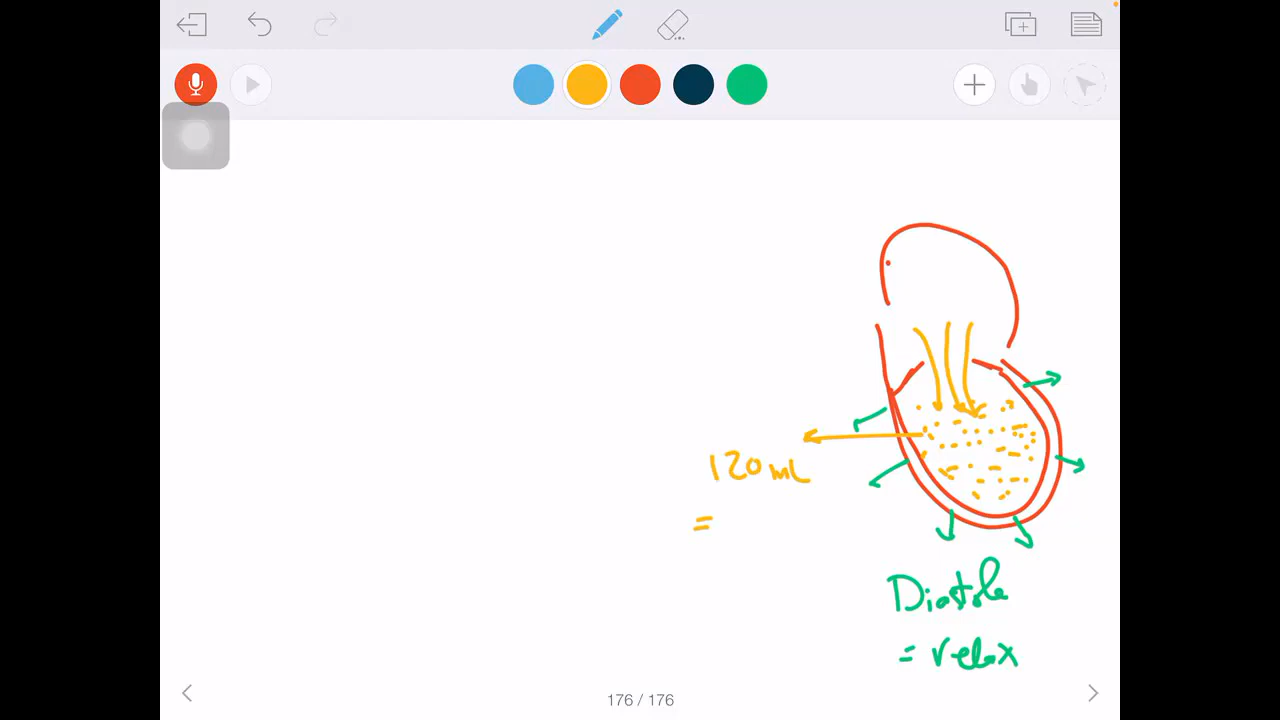 120 mL
=
Diastole
= relax
176 / 176